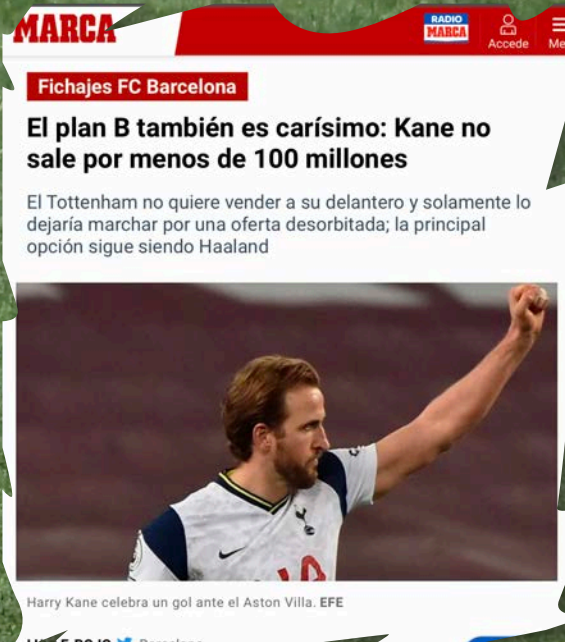 MARCA
RADIO
MARCA
Accede
Fichajes FC Barcelona
El plan B también es carísimo: Kane no
sale por menos de 100 millones
El Tottenham no quiere vender a su delantero y solamente lo
dejaría marchar por una oferta desorbitada; la principal
opción sigue siendo Haaland
Harry Kane celebra un gol ante el Aston Villa. EFE